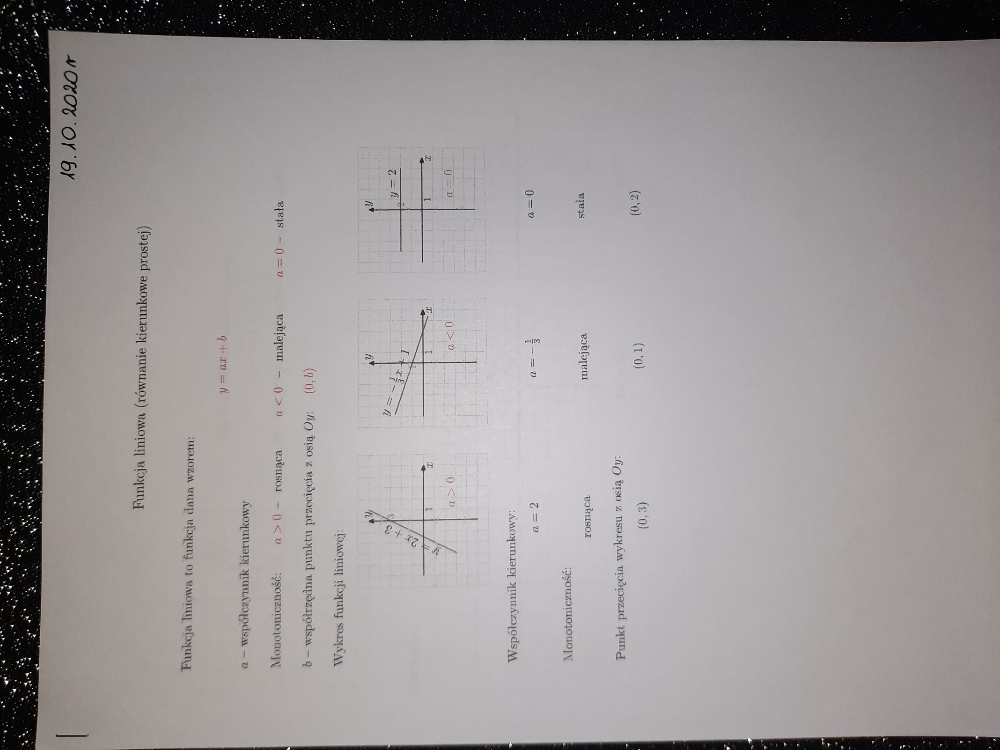 19.10.2020r
Funkcja liniowa (równanie kierunkowe prostej)
Funkcja liniowa to funkcja dana wzorem:
y = ax + b
a – współczynnik kierunkowy
Monotoniczność: a > 0 – rosnąca a < 0 – malejąca a = 0 – stała
b – współrzędna punktu przecięcia z osią Oy: (0, b)
Wykres funkcji liniowej:
y
3
y = 2x + 3
1
x
a > 0
y
y = -1/3 x + 1
1
x
a < 0
y
2
y = 2
1
x
a = 0
Współczynnik kierunkowy:
a = 2 a = -1/3 a = 0
Monotoniczność:
rosnąca malejąca stała
Punkt przecięcia wykresu z osią Oy:
(0, 3) (0, 1) (0, 2)